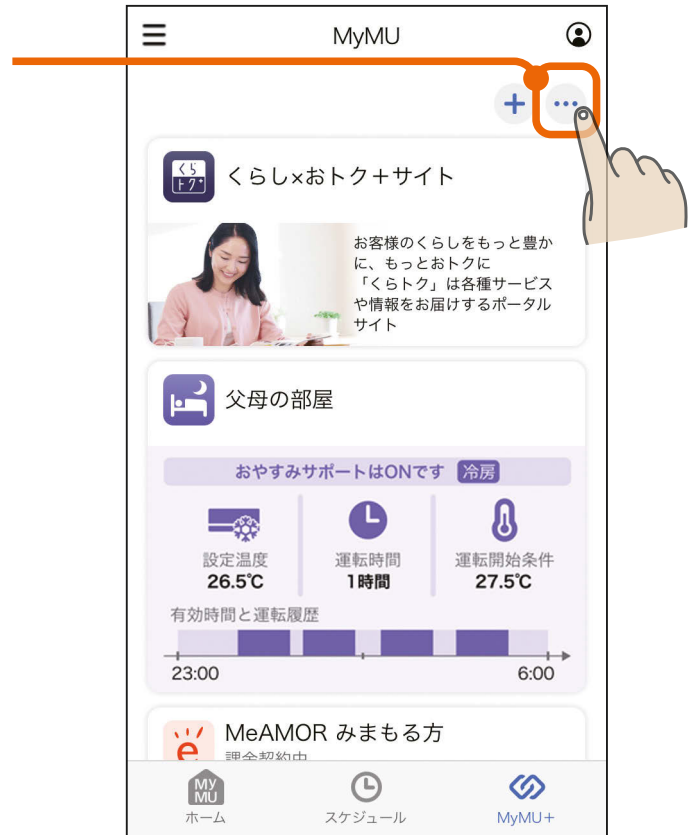 MyMU
くらトク+
くらし×おトク＋サイト
お客様のくらしをもっと豊か
に、もっとおトクに
「くらトク」は各種サービス
や情報をお届けするポータル
サイト
父母の部屋
おやすみサポートはONです 冷房
設定温度 運転時間 運転開始条件
26.5℃ 1時間 27.5℃
有効時間と運転履歴
23:00 6:00
MeAMOR みまもる方
e 課金契約中
MY
MU
ホーム スケジュール MyMU+